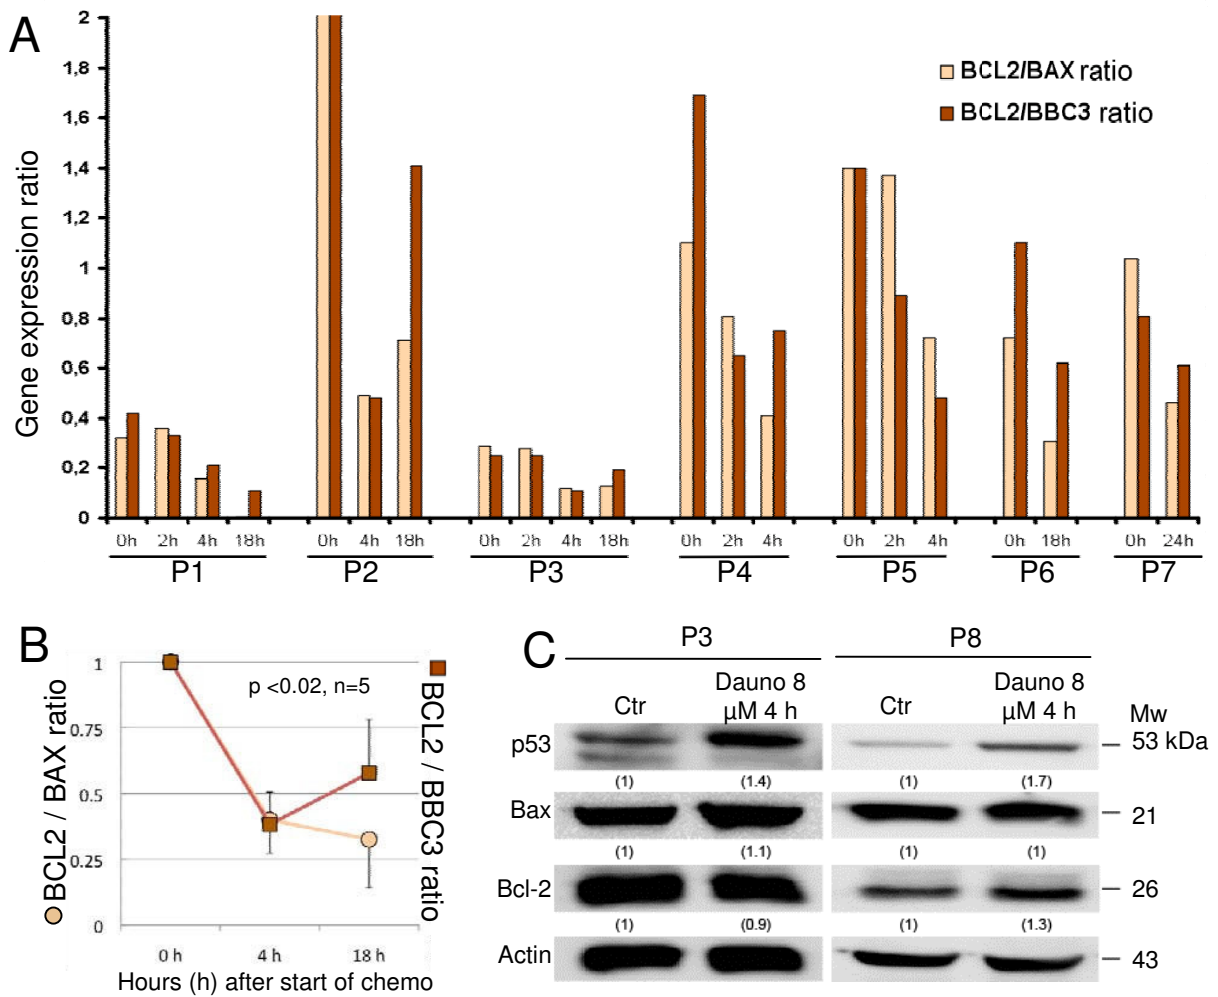 A
2
1,8
1,6
1,4
1,2
1
0,8
0,6
0,4
0,2
0
Gene expression ratio
BCL2/BAX ratio
BCL2/BBC3 ratio
0h 2h 4h 18h 0h 4h 18h 0h 2h 4h 18h 0h 2h 4h 0h 2h 4h 0h 18h 0h 24h
P1 P2 P3 P4 P5 P6 P7
B
BCL2 / BAX ratio
1
0.75
0.5
0.25
0
p <0.02, n=5
BCL2 / BBC3 ratio
0 h 4 h 18 h
Hours (h) after start of chemo
C
P3 P8
Ctr Dauno 8 µM 4 h Ctr Dauno 8 µM 4 h Mw
p53 53 kDa
(1) (1.4) (1) (1.7)
Bax 21
(1) (1.1) (1) (1)
Bcl-2 26
(1) (0.9) (1) (1.3)
Actin 43